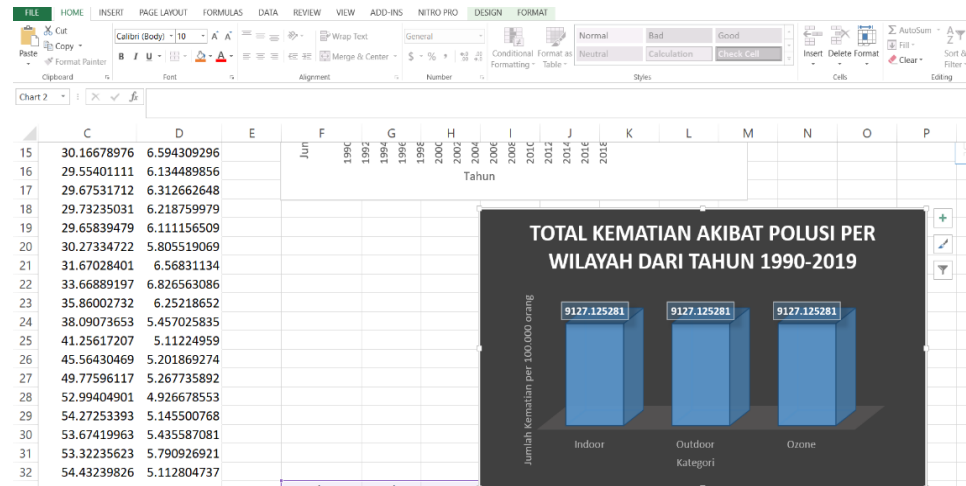 FILE HOME INSERT PAGE LAYOUT FORMULAS DATA REVIEW VIEW ADD-INS NITRO PRO DESIGN FORMAT
Cut
Copy
Format Painter
Paste
Clipboard
Calibri (Body) 10
B I U
Font
Wrap Text
Merge & Center
Alignment
General
$ % ,
Number
Conditional Formatting
Format as Table
Normal Bad Good
Neutral Calculation Check Cell
Styles
Insert Delete Format
Cells
AutoSum
Fill
Clear
Sort &
Filter
Editing
Chart 2 fx
C D E F G H I J K L M N O P
15 30.16678976 6.594309296
16 29.55401111 6.134489856
17 29.67531712 6.312662648
18 29.73235031 6.218759979
19 29.65839479 6.111156509
20 30.27334722 5.805519069
21 31.67028401 6.56831134
22 33.66889197 6.826563086
23 35.86002732 6.25218652
24 38.09073653 5.457025835
25 41.25617207 5.11224959
26 45.56430469 5.201869274
27 49.77596117 5.267735892
28 52.99404901 4.926678553
29 54.27253393 5.145500768
30 53.67419963 5.435587081
31 53.32235623 5.790926921
32 54.43239826 5.112804737
Jun
1990 1992 1994 1996 1998 2000 2002 2004 2006 2008 2010 2012 2014 2016 2018
Tahun
TOTAL KEMATIAN AKIBAT POLUSI PER
WILAYAH DARI TAHUN 1990-2019
Jumlah Kematian per 100.000 orang
9127.125281 9127.125281 9127.125281
Indoor Outdoor Ozone
Kategori